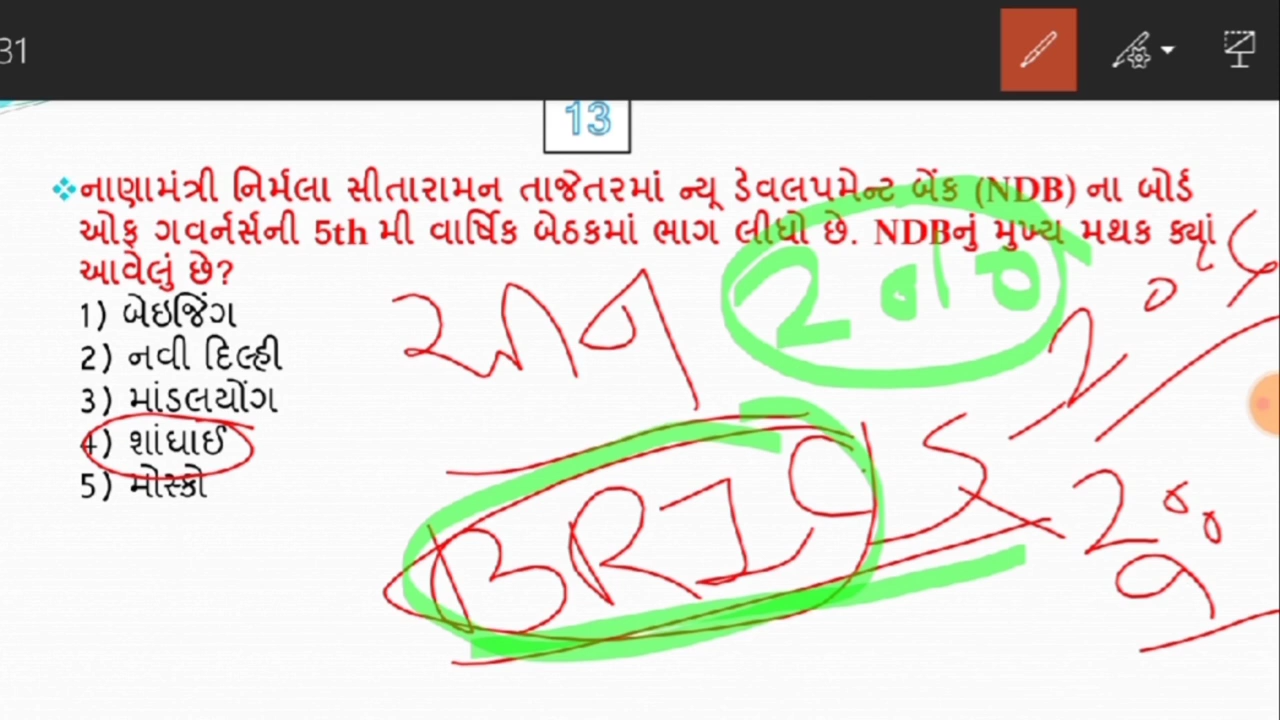 31
13
❖નાણામંત્રી નિર્મલા સીતારામન તાજેતરમાં ન્યૂ ડેવલપમેન્ટ બેંક (NDB) ના બોર્ડ
ઓફ ગવર્નર્સની 5th મી વાર્ષિક બેઠકમાં ભાગ લીધો છે. NDBનું મુખ્ય મથક ક્યાં
આવેલું છે?
1) બેઇજિંગ
2) નવી દિલ્હી
3) માંડલયોંગ
4) શાંઘાઈ
5) મોસ્કો
BRIC